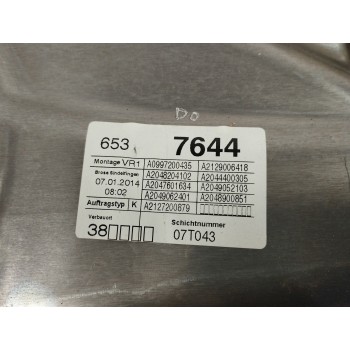 DO
653 7644
Montage VR1 A0997200435 A2129006418
Brose Sindelfingen A2048204102 A2044400305
07.01.2014 A2047601634 A2049052103
08:02 A2049062401 A2048900851
Auftragstyp K A2127200879
Verbauort Schichtnummer
38□□□□ 07T043